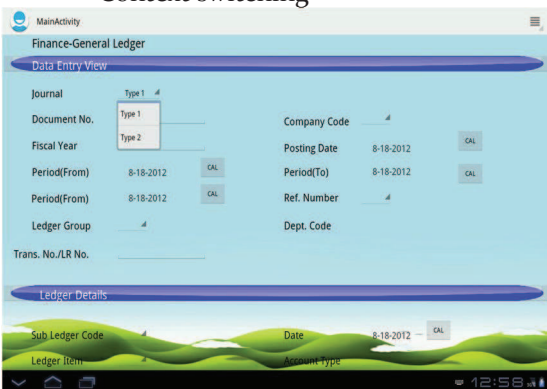 Context Switching
MainActivity
Finance-General Ledger
Data Entry View
Journal Type 1
Type 1
Type 2
Document No. Company Code
Fiscal Year Posting Date 8-18-2012 CAL
Period(From) 8-18-2012 CAL Period(To) 8-18-2012 CAL
Period(From) 8-18-2012 CAL Ref. Number
Ledger Group Dept. Code
Trans. No./LR No.
Ledger Details
Sub Ledger Code Date 8-18-2012 CAL
Ledger Item Account Type
12:58